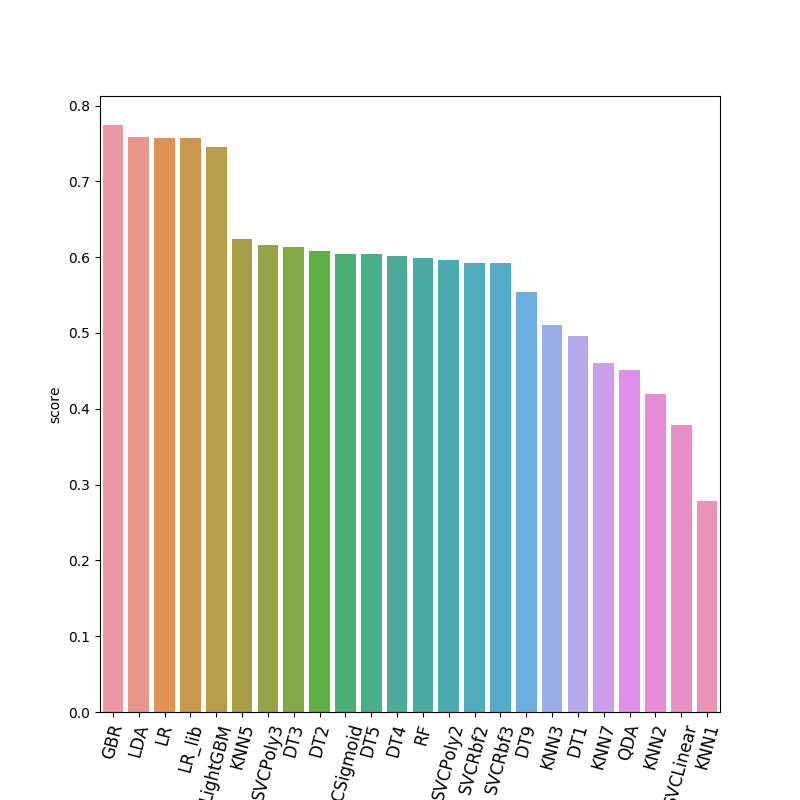 0.8
0.7
0.6
0.5
0.4
0.3
0.2
0.1
0.0
score
GBR
LDA
LR
LR_lib
LightGBM
KNN5
SVCPoly3
DT3
DT2
CSigmoid
DT5
DT4
RF
SVCPoly2
SVCRbf2
SVCRbf3
DT9
KNN3
DT1
KNN7
QDA
KNN2
SVCLinear
KNN1